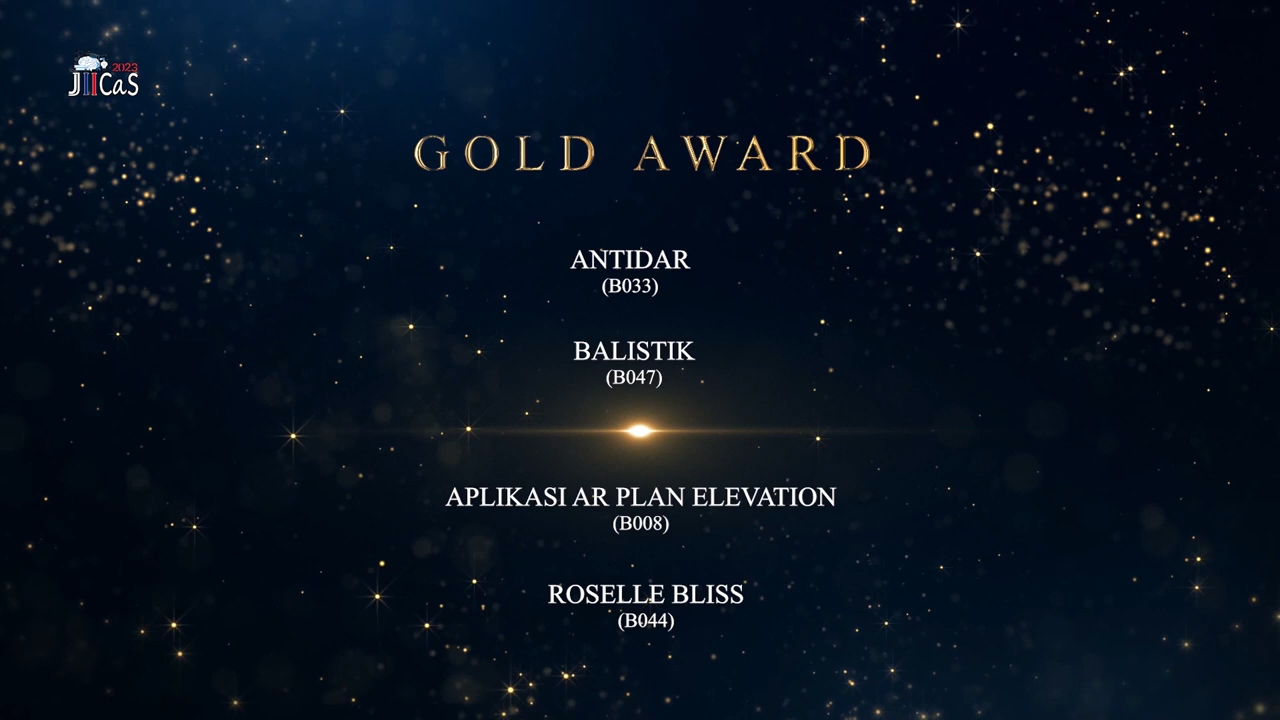 2023
JIICaS
GOLD AWARD
ANTIDAR
(B033)
BALISTIK
(B047)
APLIKASI AR PLAN ELEVATION
(B008)
ROSELLE BLISS
(B044)